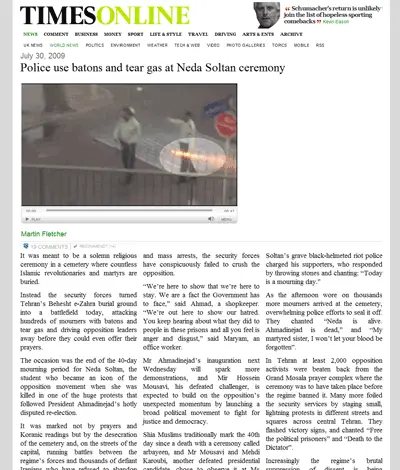 TIMESONLINE
Schumacher's return is unlikely
join the list of hopeless sporting
comebacks
NEWS COMMENT BUSINESS MONEY SPORT LIFE & STYLE TRAVEL DRIVING ARTS & ENTS ARCHIVE
UK NEWS WORLD NEWS POLITICS ENVIRONMENT WEATHER TECH & WEB VIDEO PHOTO GALLERIES TOPICS MOBILE RSS
July 30, 2009
Police use batons and tear gas at Neda Soltan ceremony
PLAY
MENU
Martin Fletcher
COMMENTS
It was meant to be a solemn religious
ceremony in a cemetery where countless
Islamic revolutionaries and martyrs are
buried.
Instead the security forces turned
Tehran's Behesht e-Zahra burial ground
into a battlefield today, attacking
hundreds of mourners with batons and
tear gas and driving opposition leaders
away before they could even offer their
prayers.
The occasion was the end of the 40-day
mourning period for Neda Soltan, the
student who became an icon of the
opposition movement when she was
killed in one of the huge protests that
followed President Ahmadinejad's hotly
disputed re-election.
It was marked not by prayers and
Koranic readings but by the desecration
of the cemetery and, on the streets of the
capital, running battles between the
regime's forces and thousands of defiant
Iranians who have refused to abandon
and mass arrests, the security forces
have conspicuously failed to crush the
opposition.
"We're here to show that we're here to
stay. We are a fact the Government has
to face," said Ahmad, a shopkeeper.
"We're out here to show our hatred.
You keep hearing about what they did to
people in these prisons and all you feel is
anger and disgust," said Maryam, an
office worker.
Mr Ahmadinejad's inauguration next
Wednesday will spark more
demonstrations, and Mr Hossein
Mousavi, his defeated challenger, is
expected to build on the opposition's
unexpected momentum by launching a
broad political movement to fight for
justice and democracy.
Shia Muslims traditionally mark the 40th
day since a death with a ceremony called
arbayeen, and Mr Mousavi and Mehdi
Karoubi, another defeated presidential
candidate, chose to observe it at Ms
Soltan's grave black-helmeted riot police
charged his supporters, who responded
by throwing stones and chanting: "Today
is a mourning day."
As the afternoon wore on thousands
more mourners arrived at the cemetery,
overwhelming police efforts to seal it off.
They chanted "Neda is alive.
Ahmadinejad is dead," and "My
martyred sister, I won't let your blood be
forgotten".
In Tehran at least 2,000 opposition
activists were beaten back from the
Grand Mosala prayer complex where the
ceremony was to have taken place before
the regime banned it. Many more foiled
the security services by staging small,
lightning protests in different streets and
squares across central Tehran. They
flashed victory signs, and chanted "Free
the political prisoners" and "Death to the
Dictator".
Increasingly the regime's brutal
suppression of dissent is being